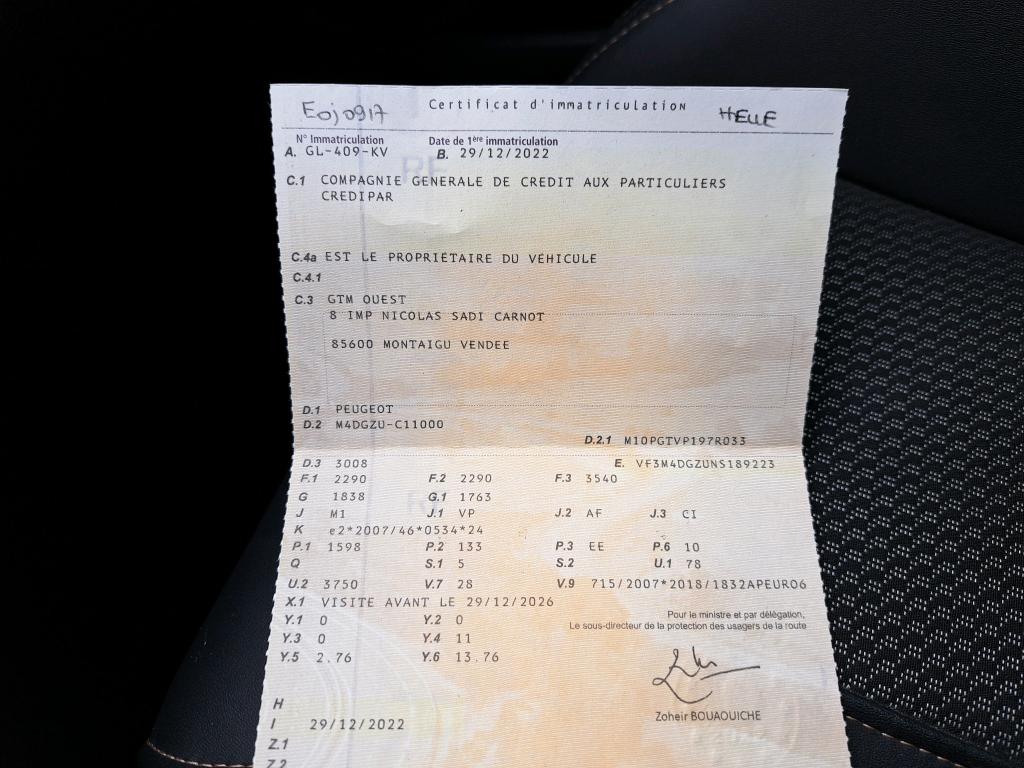 Eoj0917 Certificat d'immatriculation HELLE
N° Immatriculation Date de 1ère immatriculation
A. GL-409-KV B. 29/12/2022
C.1 COMPAGNIE GENERALE DE CREDIT AUX PARTICULIERS
CREDIPAR
C.4a EST LE PROPRIETAIRE DU VEHICULE
C.4.1
C.3 GTM OUEST
8 IMP NICOLAS SADI CARNOT
85600 MONTAIGU VENDEE
D.1 PEUGEOT
D.2 M4DGZU-C11000
D.2.1 M10PGTVP197R033
D.3 3008 E. VF3M4DGZUNS189223
F.1 2290 F.2 2290 F.3 3540
G 1838 G.1 1763
J M1 J.1 VP J.2 AF J.3 CI
K e2*2007/46*0534*24
P.1 1598 P.2 133 P.3 EE P.6 10
Q S.1 5 S.2 U.1 78
U.2 3750 V.7 28 V.9 715/2007*2018/1832APEURO6
X.1 VISITE AVANT LE 29/12/2026
Pour le ministre et par délégation,
Y.1 0 Y.2 0 Le sous-directeur de la protection des usagers de la route
Y.3 0 Y.4 11
Y.5 2.76 Y.6 13.76
H
I 29/12/2022 Zoheir BOUAOUICHE
Z.1
Z.2